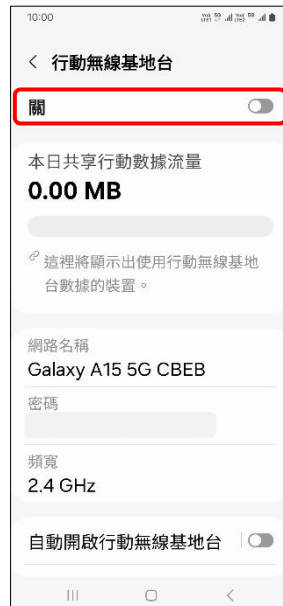 10:00
行動無線基地台
關
本日共享行動數據流量
0.00 MB
這裡將顯示出使用行動無線基地
台數據的裝置。
網路名稱
Galaxy A15 5G CBEB
密碼
頻寬
2.4 GHz
自動開啟行動無線基地台